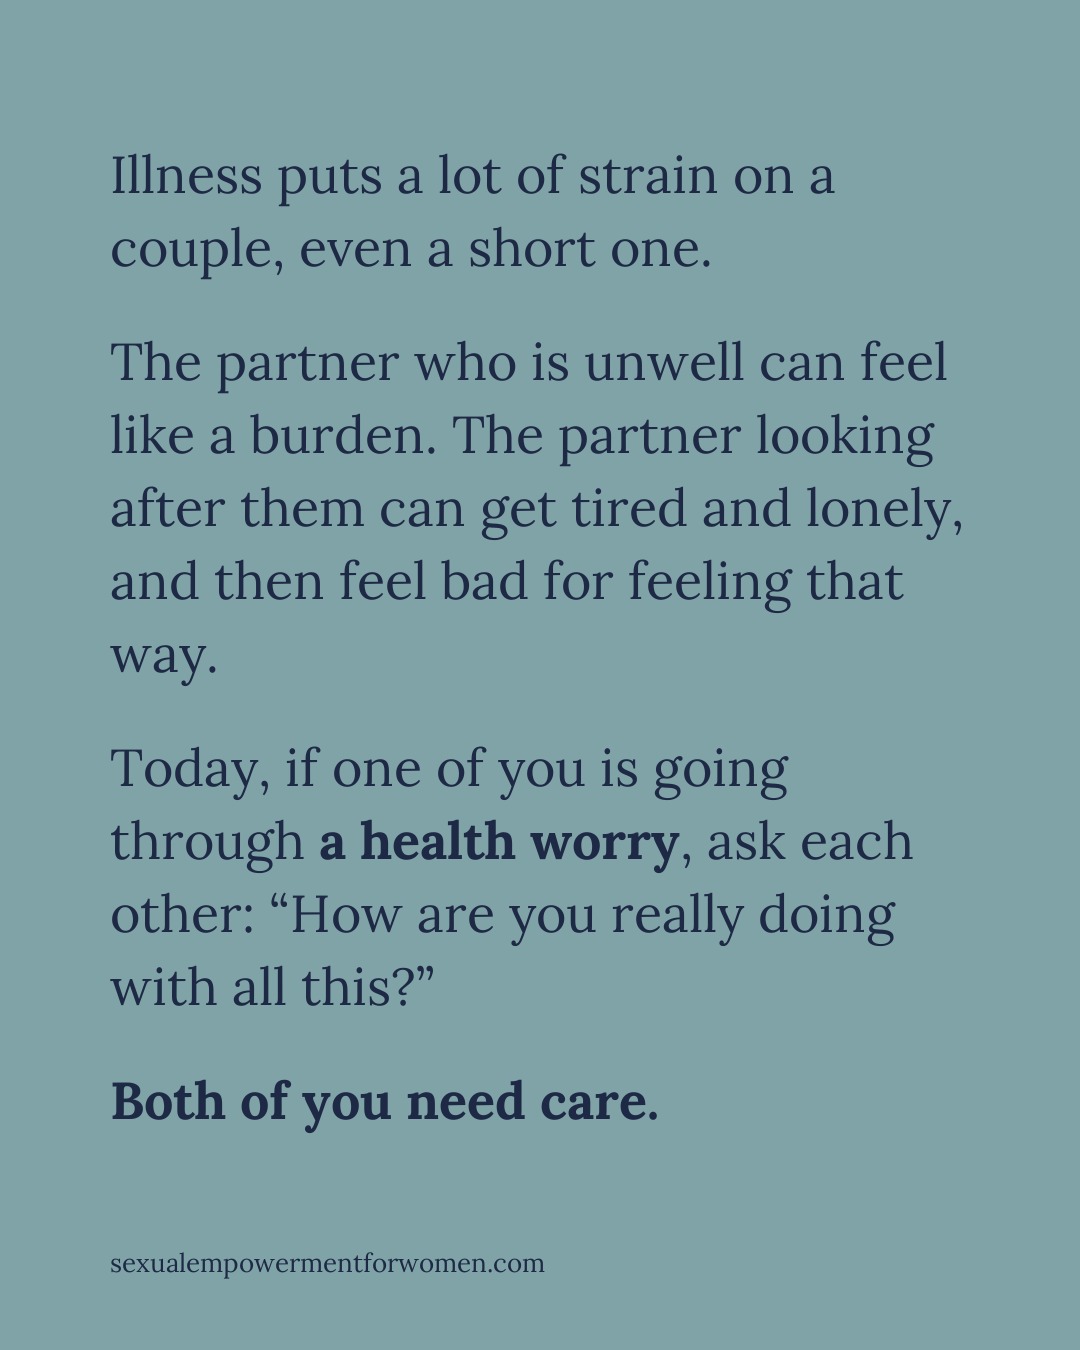 Illness puts a lot of strain on a
couple, even a short one.
The partner who is unwell can feel
like a burden. The partner looking
after them can get tired and lonely,
and then feel bad for feeling that
way.
Today, if one of you is going
through a health worry, ask each
other: “How are you really doing
with all this?”
Both of you need care.
sexualempowermentforwomen.com